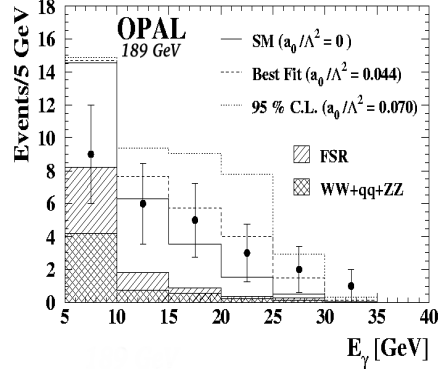 OPAL
189 GeV
SM (a₀/Λ² = 0)
Best Fit (a₀/Λ² = 0.044)
95 % C.L. (a₀/Λ² = 0.070)
FSR
WW+qq+ZZ
Events/5 GeV
18
16
14
12
10
8
6
4
2
0
5 10 15 20 25 30 35 40
E_γ [GeV]